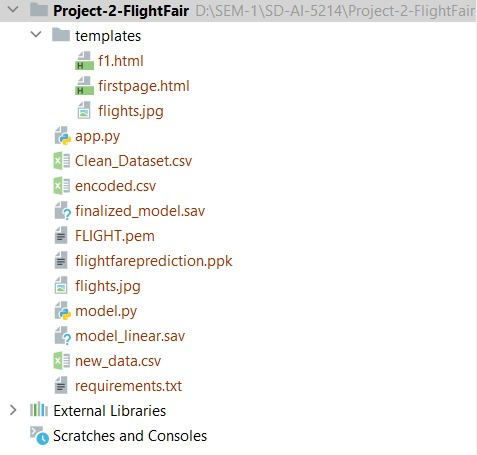 Project-2-FlightFair D:\SEM-1\SD-AI-5214\Project-2-FlightFair
templates
f1.html
firstpage.html
flights.jpg
app.py
Clean_Dataset.csv
encoded.csv
finalized_model.sav
FLIGHT.pem
flightfareprediction.ppk
flights.jpg
model.py
model_linear.sav
new_data.csv
requirements.txt
External Libraries
Scratches and Consoles